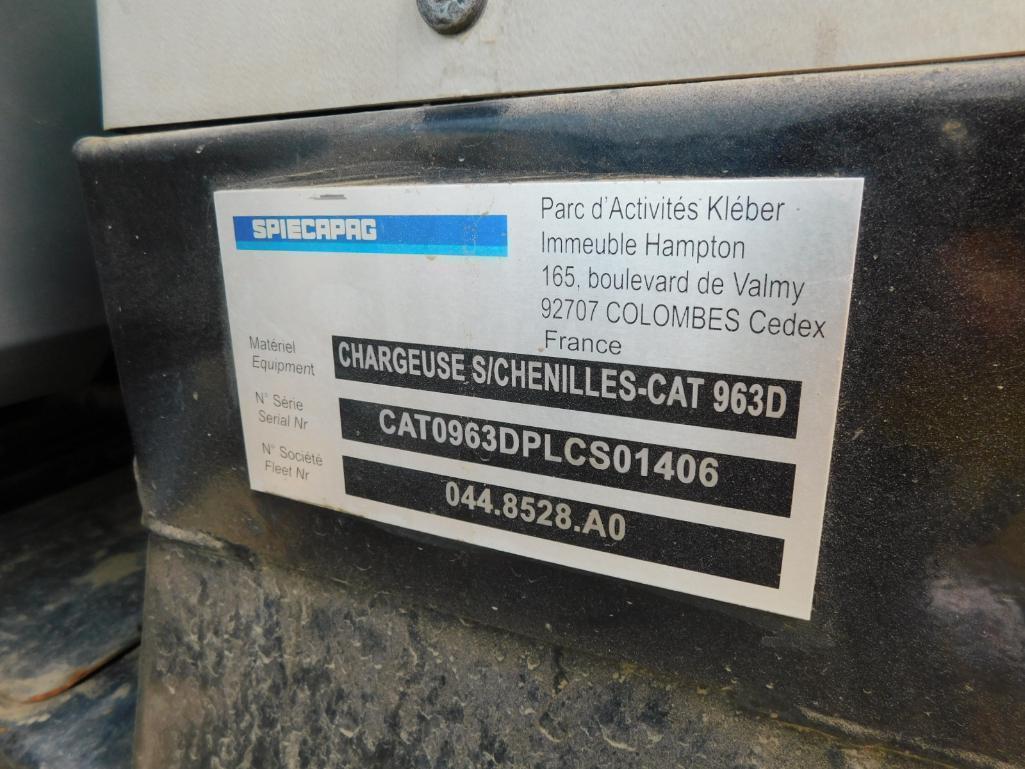 SPIECAPAG
Parc d'Activités Kléber
Immeuble Hampton
165, boulevard de Valmy
92707 COLOMBES Cedex
France
Matériel
Equipment
CHARGEUSE S/CHENILLES-CAT 963D
N° Série
Serial Nr
CAT0963DPLCS01406
N° Société
Fleet Nr
044.8528.A0